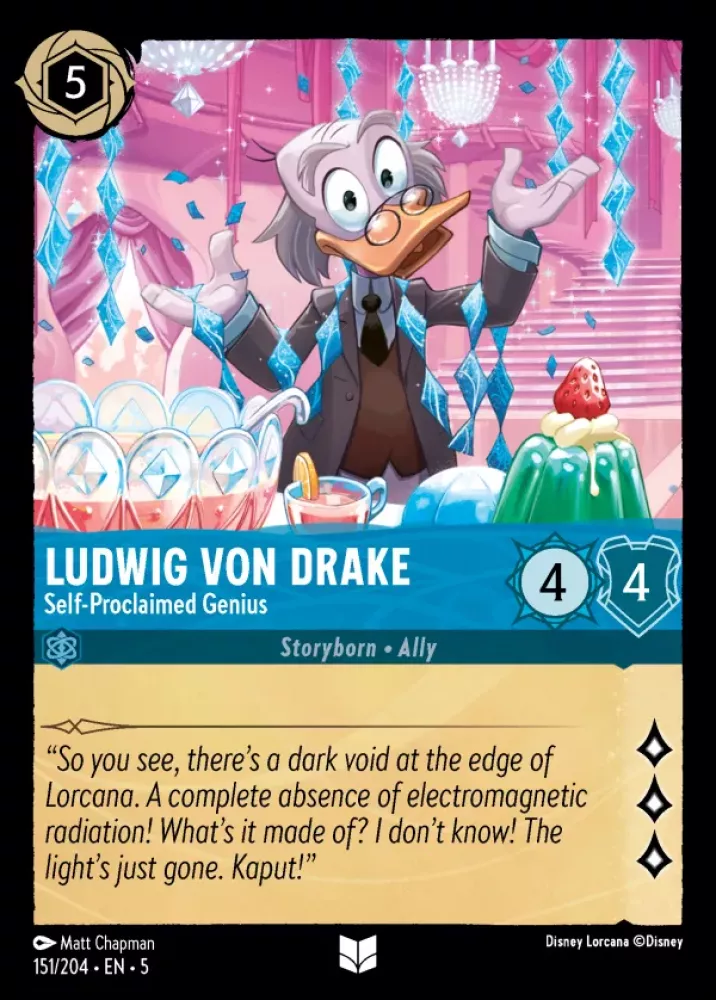 5
LUDWIG VON DRAKE
Self-Proclaimed Genius
4
4
Storyborn • Ally
“So you see, there’s a dark void at the edge of
Lorcana. A complete absence of electromagnetic
radiation! What’s it made of? I don’t know! The
light’s just gone. Kaput!”
Matt Chapman
Disney Lorcana ©Disney
151/204 • EN • 5